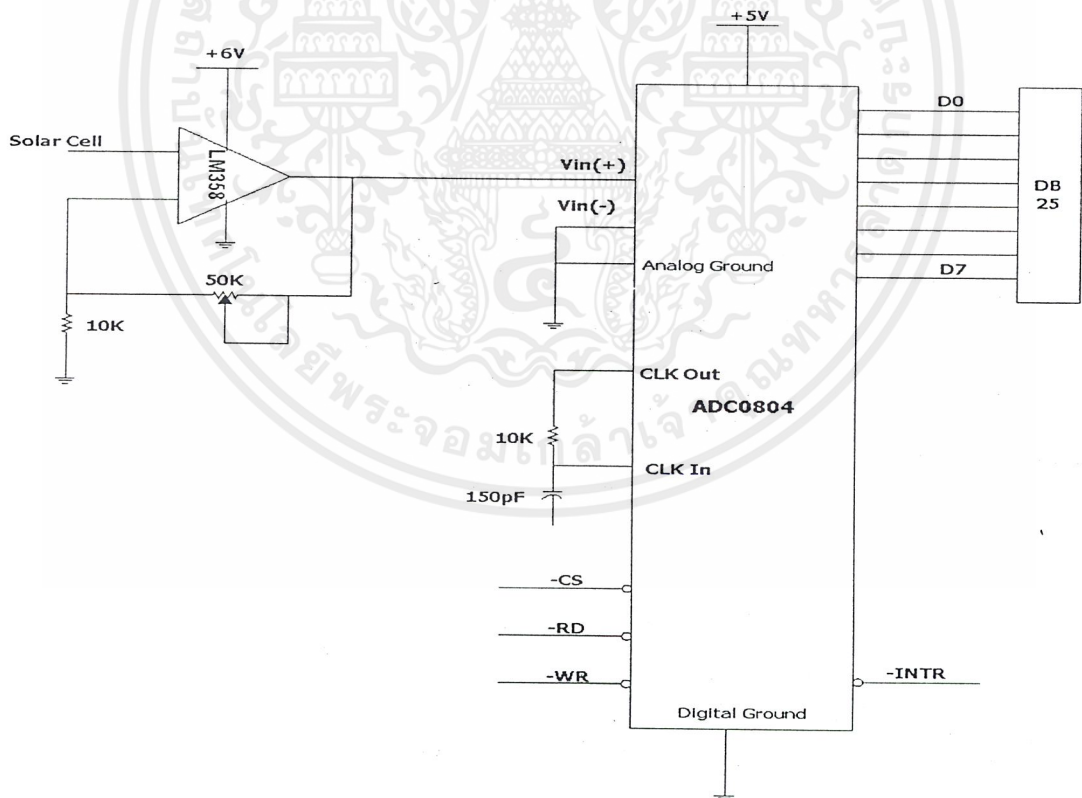 +5V
+6V
D0
Solar Cell
LM358
Vin(+)
DB
25
Vin(-)
Analog Ground
D7
50K
10K
CLK Out
ADC0804
10K
CLK In
150pF
-CS
-RD
-WR
-INTR
Digital Ground